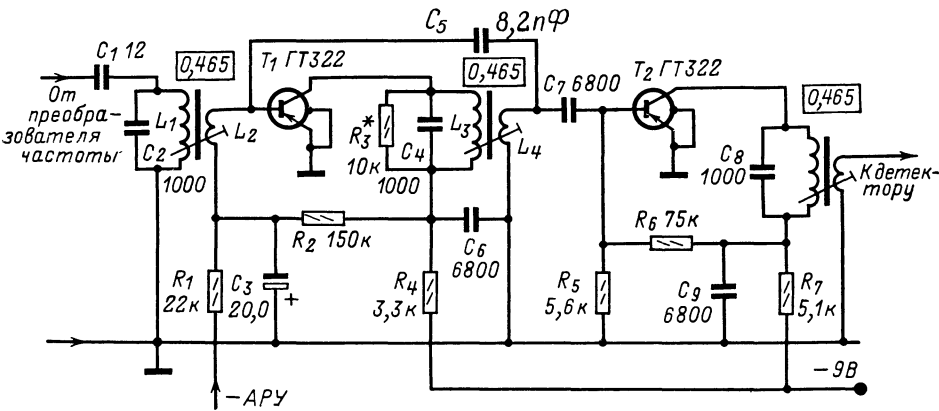 C5
8,2пФ
C1 12
0,465
T1 ГТ322
0,465
C7 6800
T2 ГТ322
0,465
От
преобра-
зователя
частоты
L1
L2
C2
1000
R3*
10к
C4
1000
L3
L4
C8
1000
К детек-
тору
R2 150к
C6
6800
R6 75к
R1
22к
C3
20,0
+
R4
3,3к
R5
5,6к
C9
6800
R7
5,1к
-9В
-АРУ